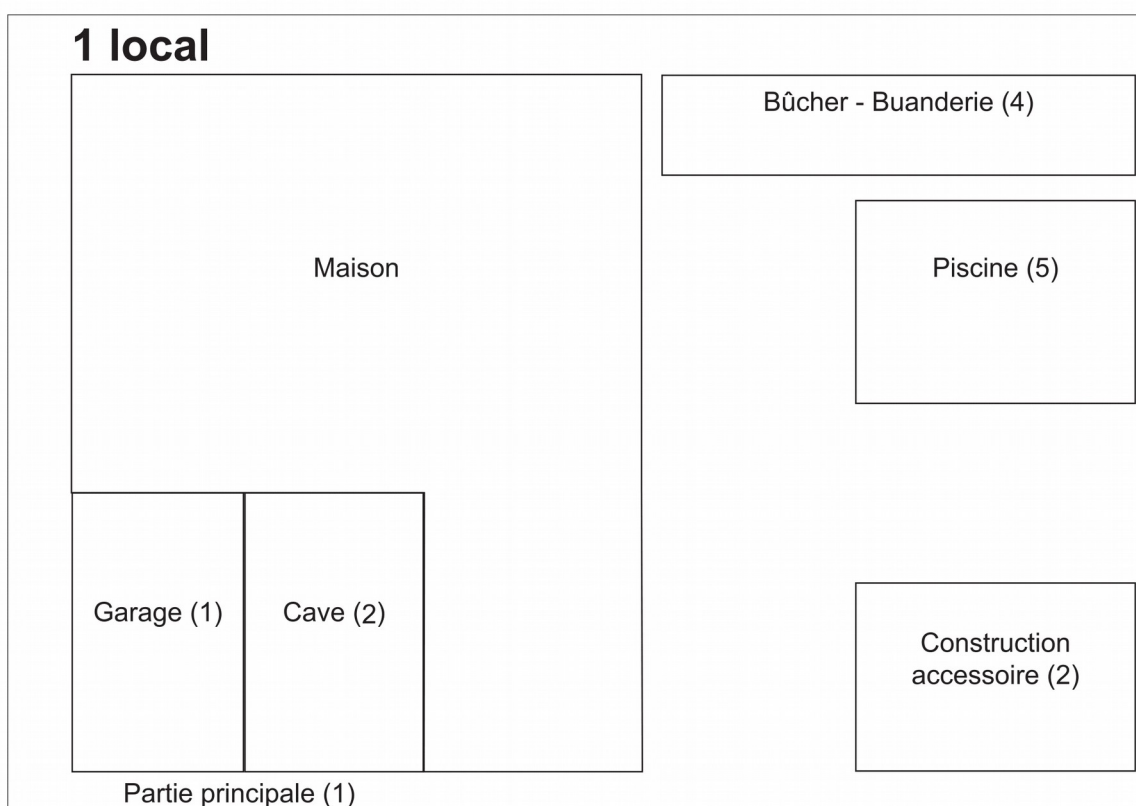 1 local
Bûcher - Buanderie (4)
Maison
Piscine (5)
Garage (1)
Cave (2)
Construction
accessoire (2)
Partie principale (1)